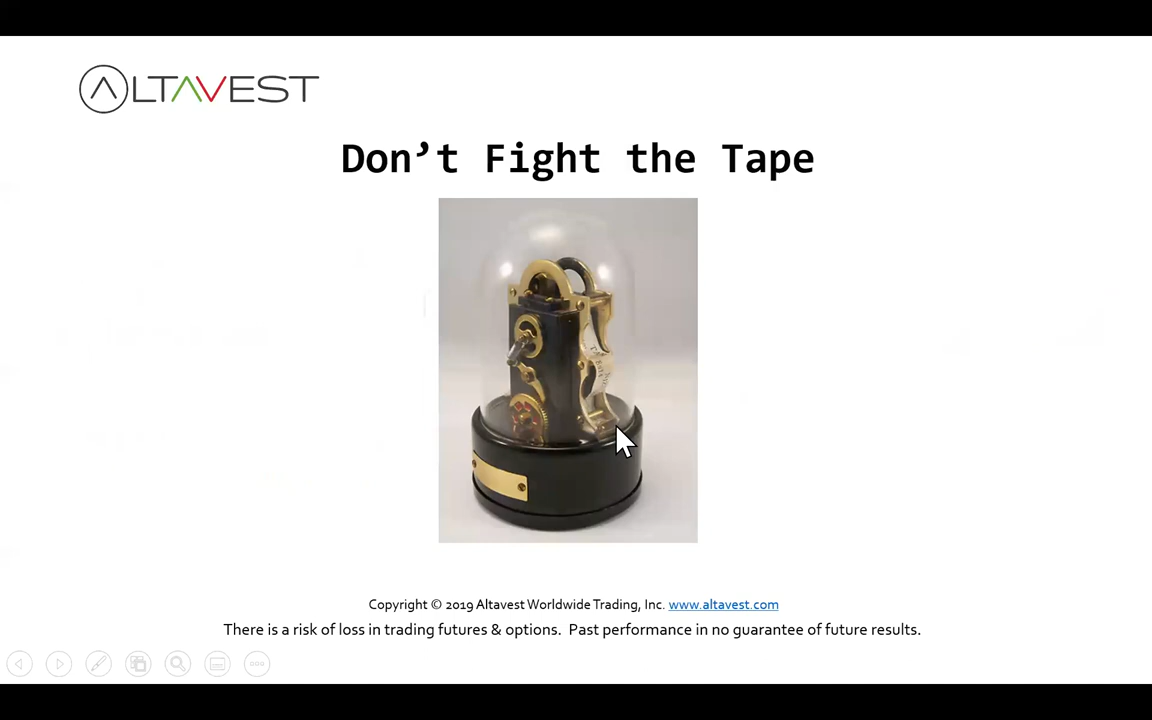 ALTAVEST
Don’t Fight the Tape
Copyright © 2019 Altavest Worldwide Trading, Inc. www.altavest.com
There is a risk of loss in trading futures & options. Past performance in no guarantee of future results.